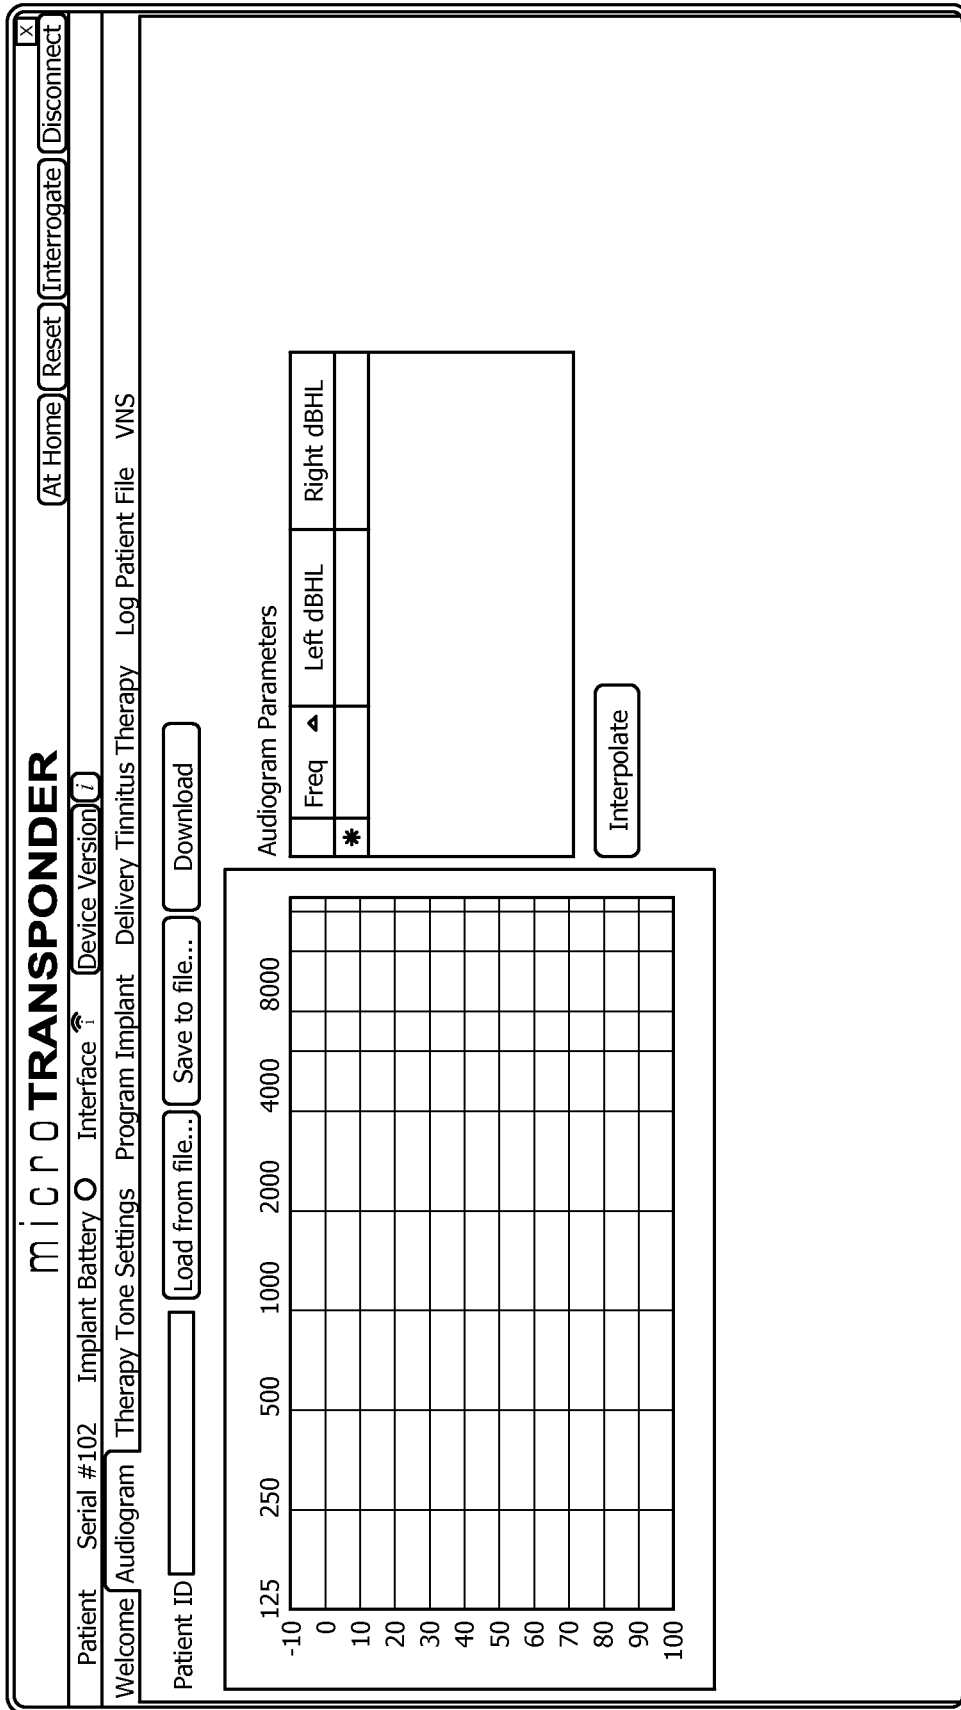 X
micro TRANSPONDER
At Home Reset Interrogate Disconnect
Patient Serial #102 Implant Battery Interface i Device Version i
Welcome Audiogram Therapy Tone Settings Program Implant Delivery Tinnitus Therapy Log Patient File VNS
Patient ID Load from file... Save to file... Download
Audiogram Parameters
125 250 500 1000 2000 4000 8000
Freq Left dBHL Right dBHL
*
-10
0
10
20
30
40
50
60
70
80
90
100
Interpolate